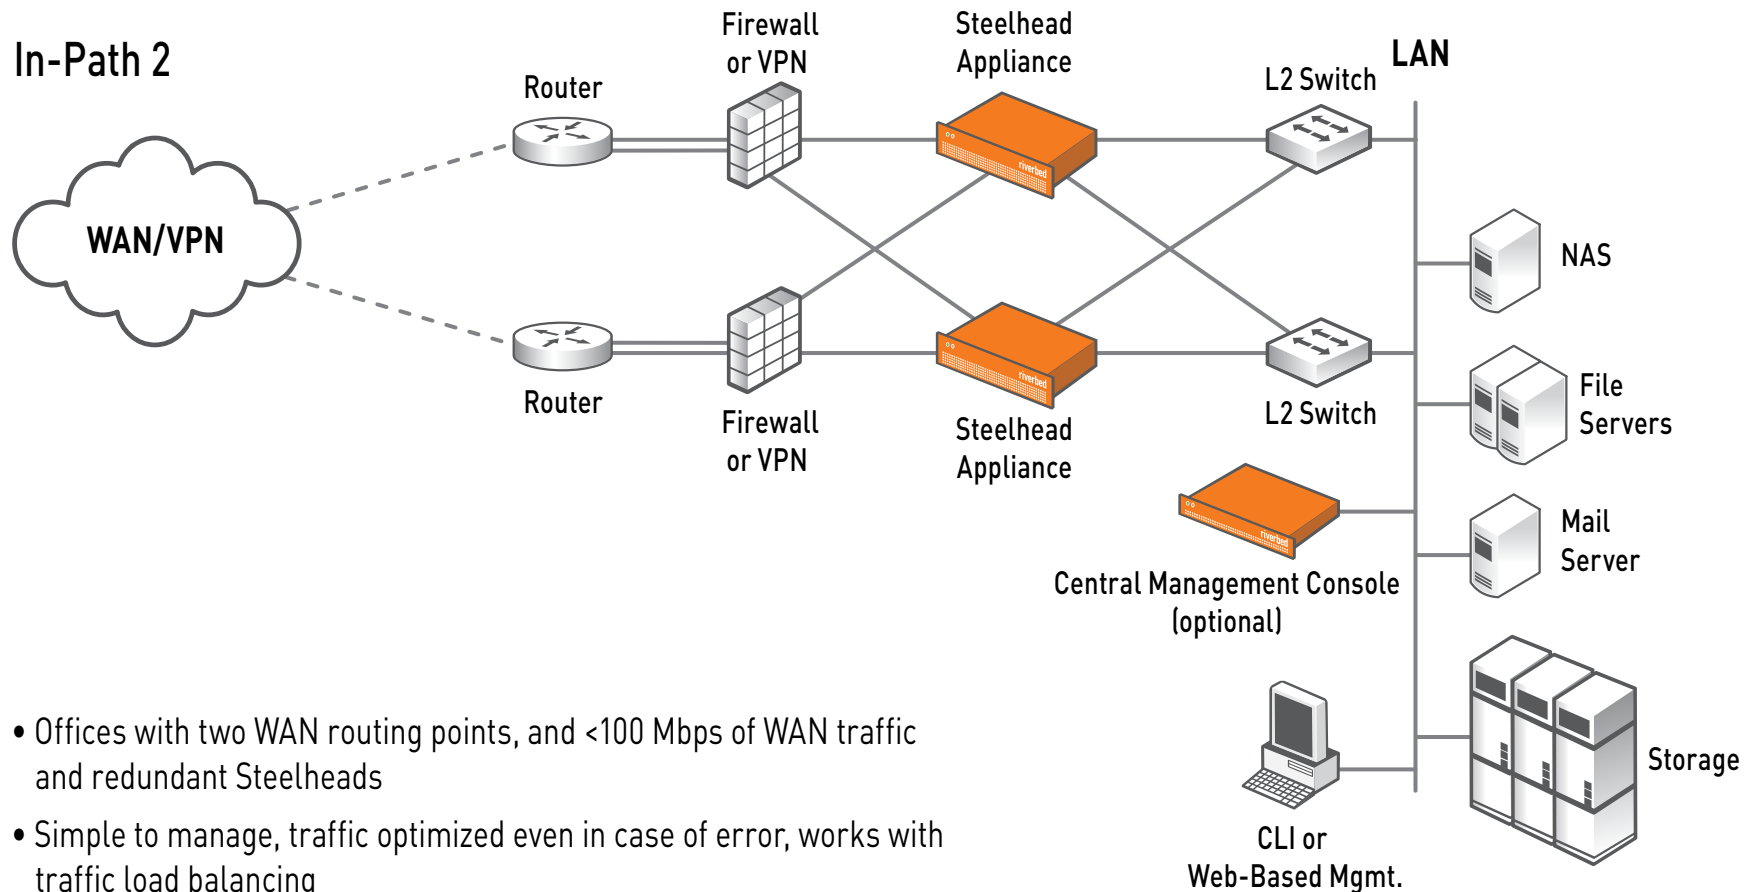 In-Path 2
Firewall
or VPN
Steelhead
Appliance
LAN
L2 Switch
Router
riverbed
WAN/VPN
NAS
riverbed
Router
Firewall
or VPN
Steelhead
Appliance
L2 Switch
File
Servers
riverbed
Mail
Server
Central Management Console
(optional)
Storage
CLI or
Web-Based Mgmt.
• Offices with two WAN routing points, and <100 Mbps of WAN traffic
and redundant Steelheads
• Simple to manage, traffic optimized even in case of error, works with
traffic load balancing